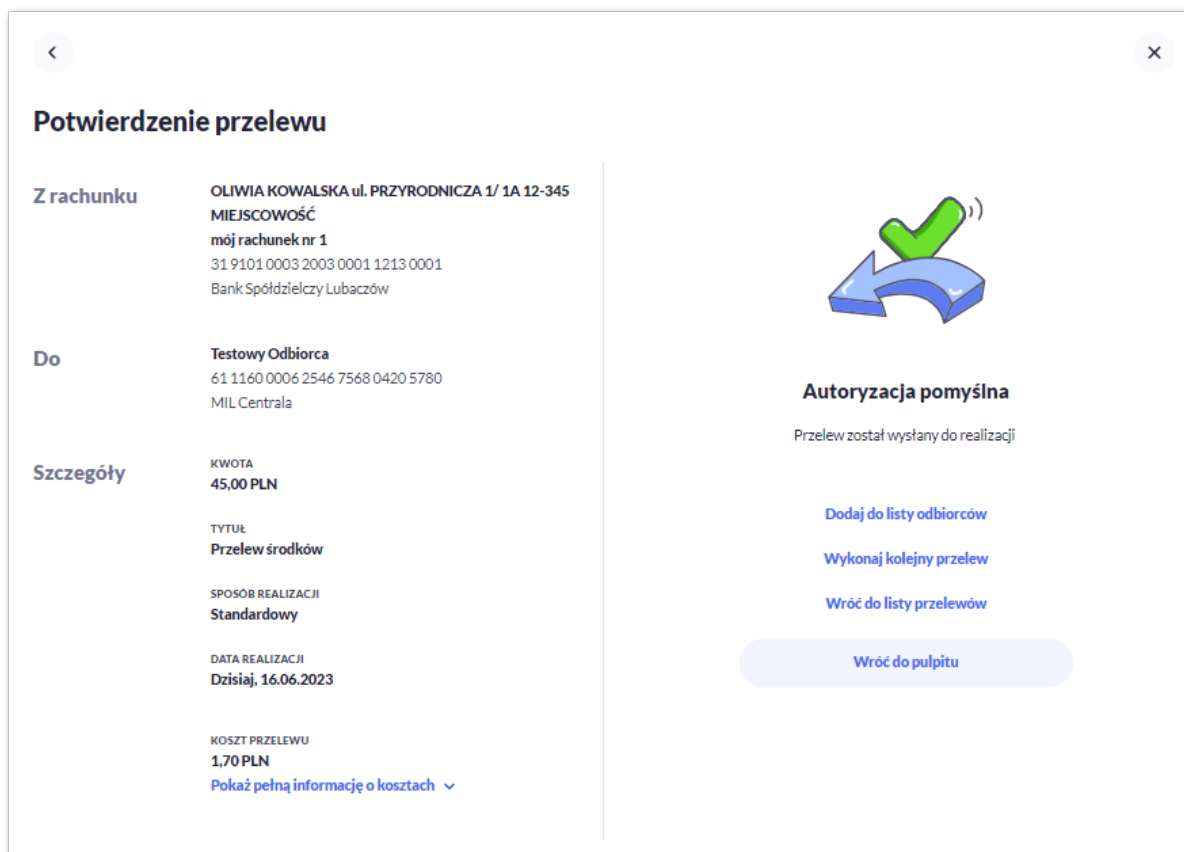 Potwierdzenie przelewu
Z rachunku
OLIWIA KOWALSKA ul. PRZYRODNICZA 1/ 1A 12-345
MIEJSCOWOŚĆ
mój rachunek nr 1
31 9101 0003 2003 0001 1213 0001
Bank Spółdzielczy Lubaczów
Do
Testowy Odbiorca
61 1160 0006 2546 7568 0420 5780
MIL Centrala
Szczegóły
KWOTA
45,00 PLN
TYTUŁ
Przelew środków
SPOSÓB REALIZACJI
Standardowy
DATA REALIZACJI
Dzisiaj, 16.06.2023
KOSZT PRZELEWU
1,70 PLN
Pokaż pełną informację o kosztach
Autoryzacja pomyślna
Przelew został wysłany do realizacji
Dodaj do listy odbiorców
Wykonaj kolejny przelew
Wróć do listy przelewów
Wróć do pulpitu